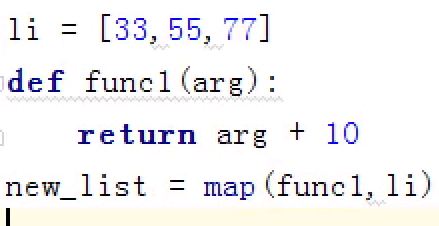 li = [33,55,77]
def func1(arg):
    return arg + 10
new_list = map(func1,li)